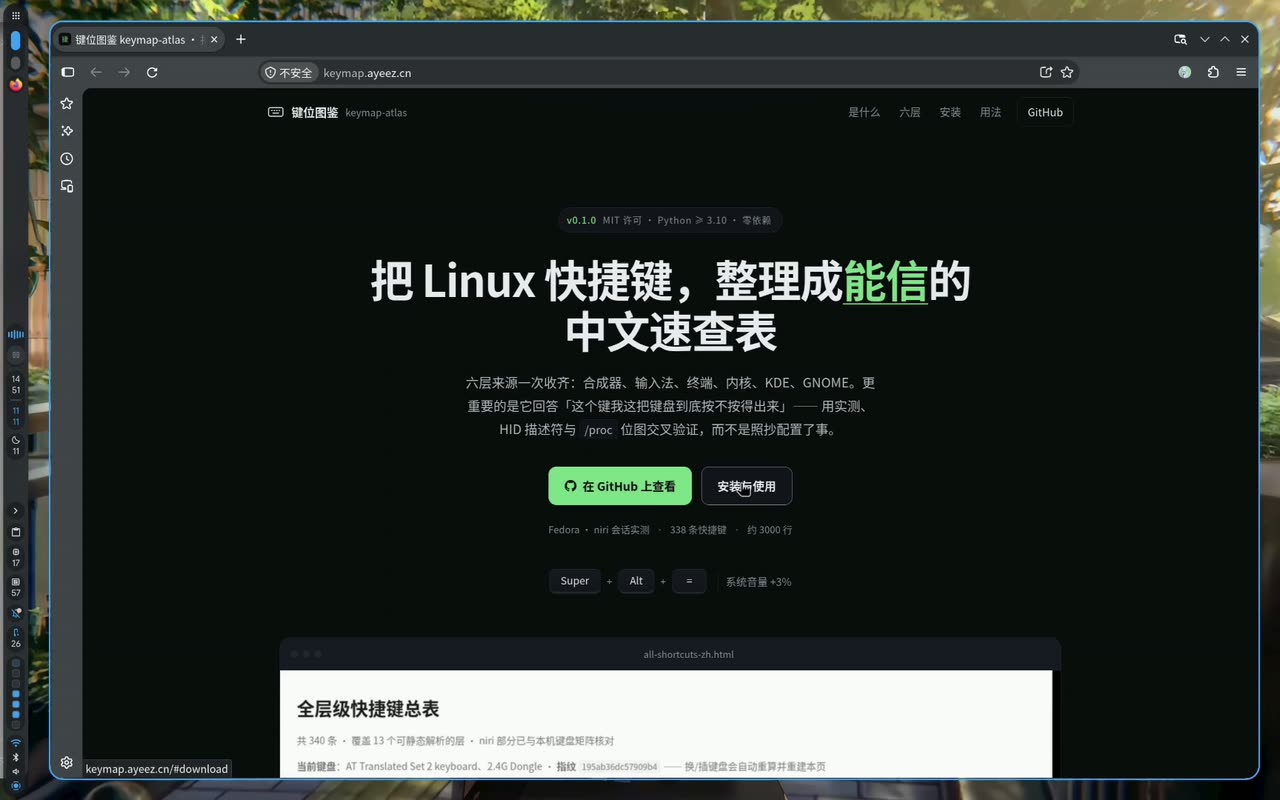 键位图鉴 keymap-atlas ·
不安全 keymap.ayeez.cn
键位图鉴 keymap-atlas
是什么 六层 安装 用法 GitHub
v0.1.0 MIT 许可 · Python ≥ 3.10 · 零依赖
把 Linux 快捷键，整理成能信的
中文速查表
六层来源一次收齐：合成器、输入法、终端、内核、KDE、GNOME。更
重要的是它回答「这个键我这把键盘到底按不按得出来」—— 用实测、
HID 描述符与 /proc 位图交叉验证，而不是照抄配置了事。
在 GitHub 上查看
安装与使用
Fedora · niri 会话实测 · 338 条快捷键 · 约 3000 行
Super + Alt + = 系统音量 +3%
all-shortcuts-zh.html
全层级快捷键总表
共 340 条 · 覆盖 13 个可静态解析的层 · niri 部分已与本机键盘矩阵核对
当前键盘：AT Translated Set 2 keyboard、2.4G Dongle · 指纹 195ab36dc57909b4 —— 换/插键盘会自动重算并重建本页
keymap.ayeez.cn/#download
14
51
11
11
11
17
57
26